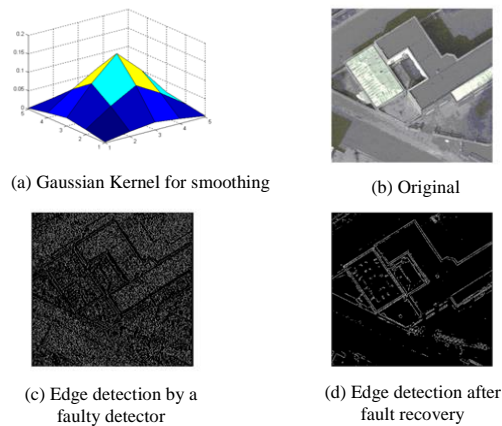 0.2
0.15
0.1
0.05
0
5
4
3
2
1
1
2
3
4
5
(a) Gaussian Kernel for smoothing
(b) Original
(c) Edge detection by a
faulty detector
(d) Edge detection after
fault recovery